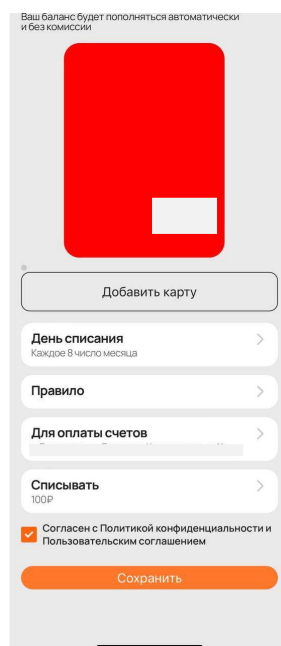 Ваш баланс будет пополняться автоматически
и без комиссии
Добавить карту
День списания
Каждое 8 число месяца
Правило
Для оплаты счетов
Списывать
100₽
Согласен с Политикой конфиденциальности и
Пользовательским соглашением
Сохранить